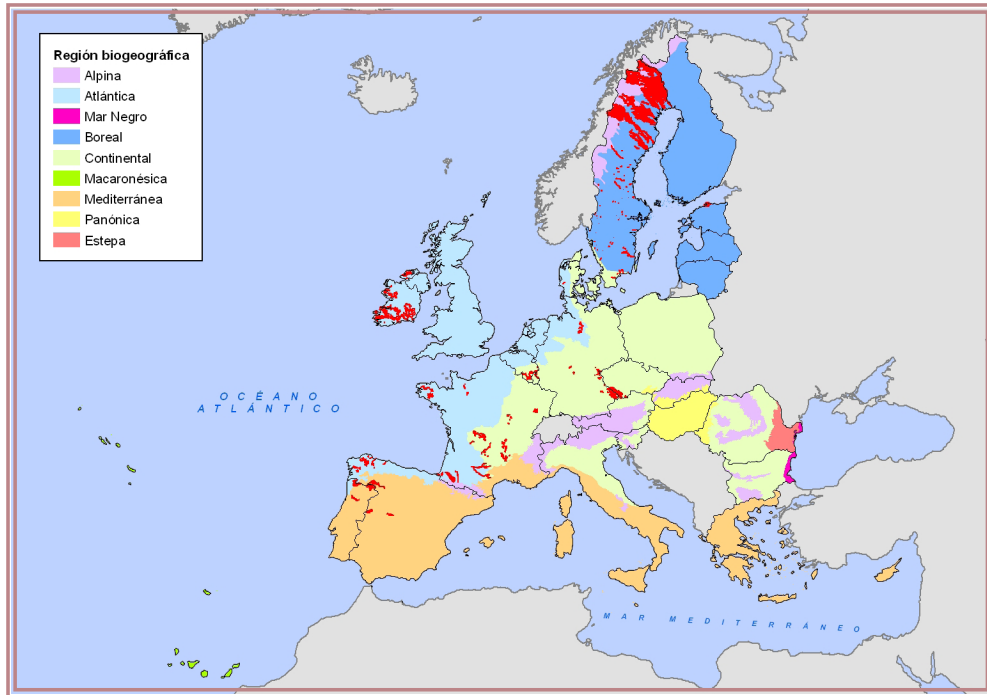 Región biogeográfica
Alpina
Atlántica
Mar Negro
Boreal
Continental
Macaronésica
Mediterránea
Panónica
Estepa
OCÉANO
ATLÁNTICO
MAR MEDITERRÁNEO